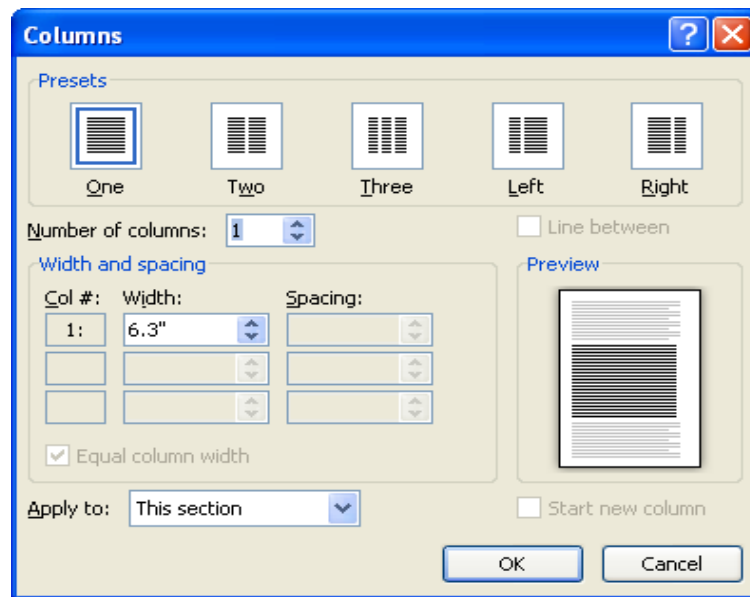 Columns
Presets
One Two Three Left Right
Number of columns: 1 Line between
Width and spacing Preview
Col #: Width: Spacing:
1: 6.3"
Equal column width
Apply to: This section Start new column
OK Cancel